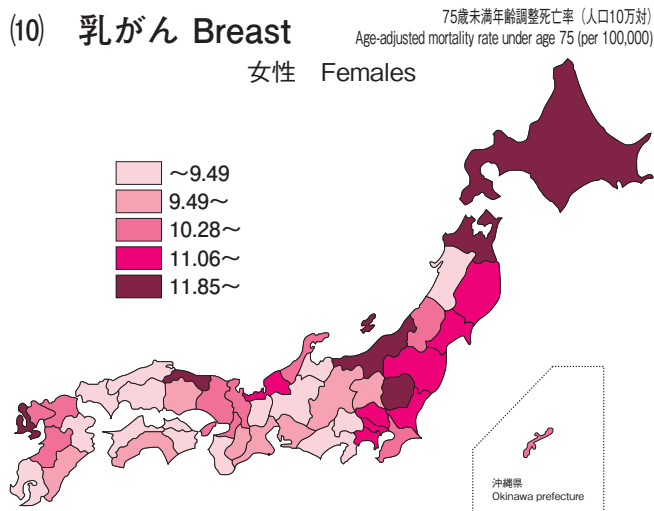 ⑽ 乳がん Breast
75歳未満年齢調整死亡率（人口10万対）
Age-adjusted mortality rate under age 75 (per 100,000)
女性 Females
～9.49
9.49～
10.28～
11.06～
11.85～
沖縄県
Okinawa prefecture